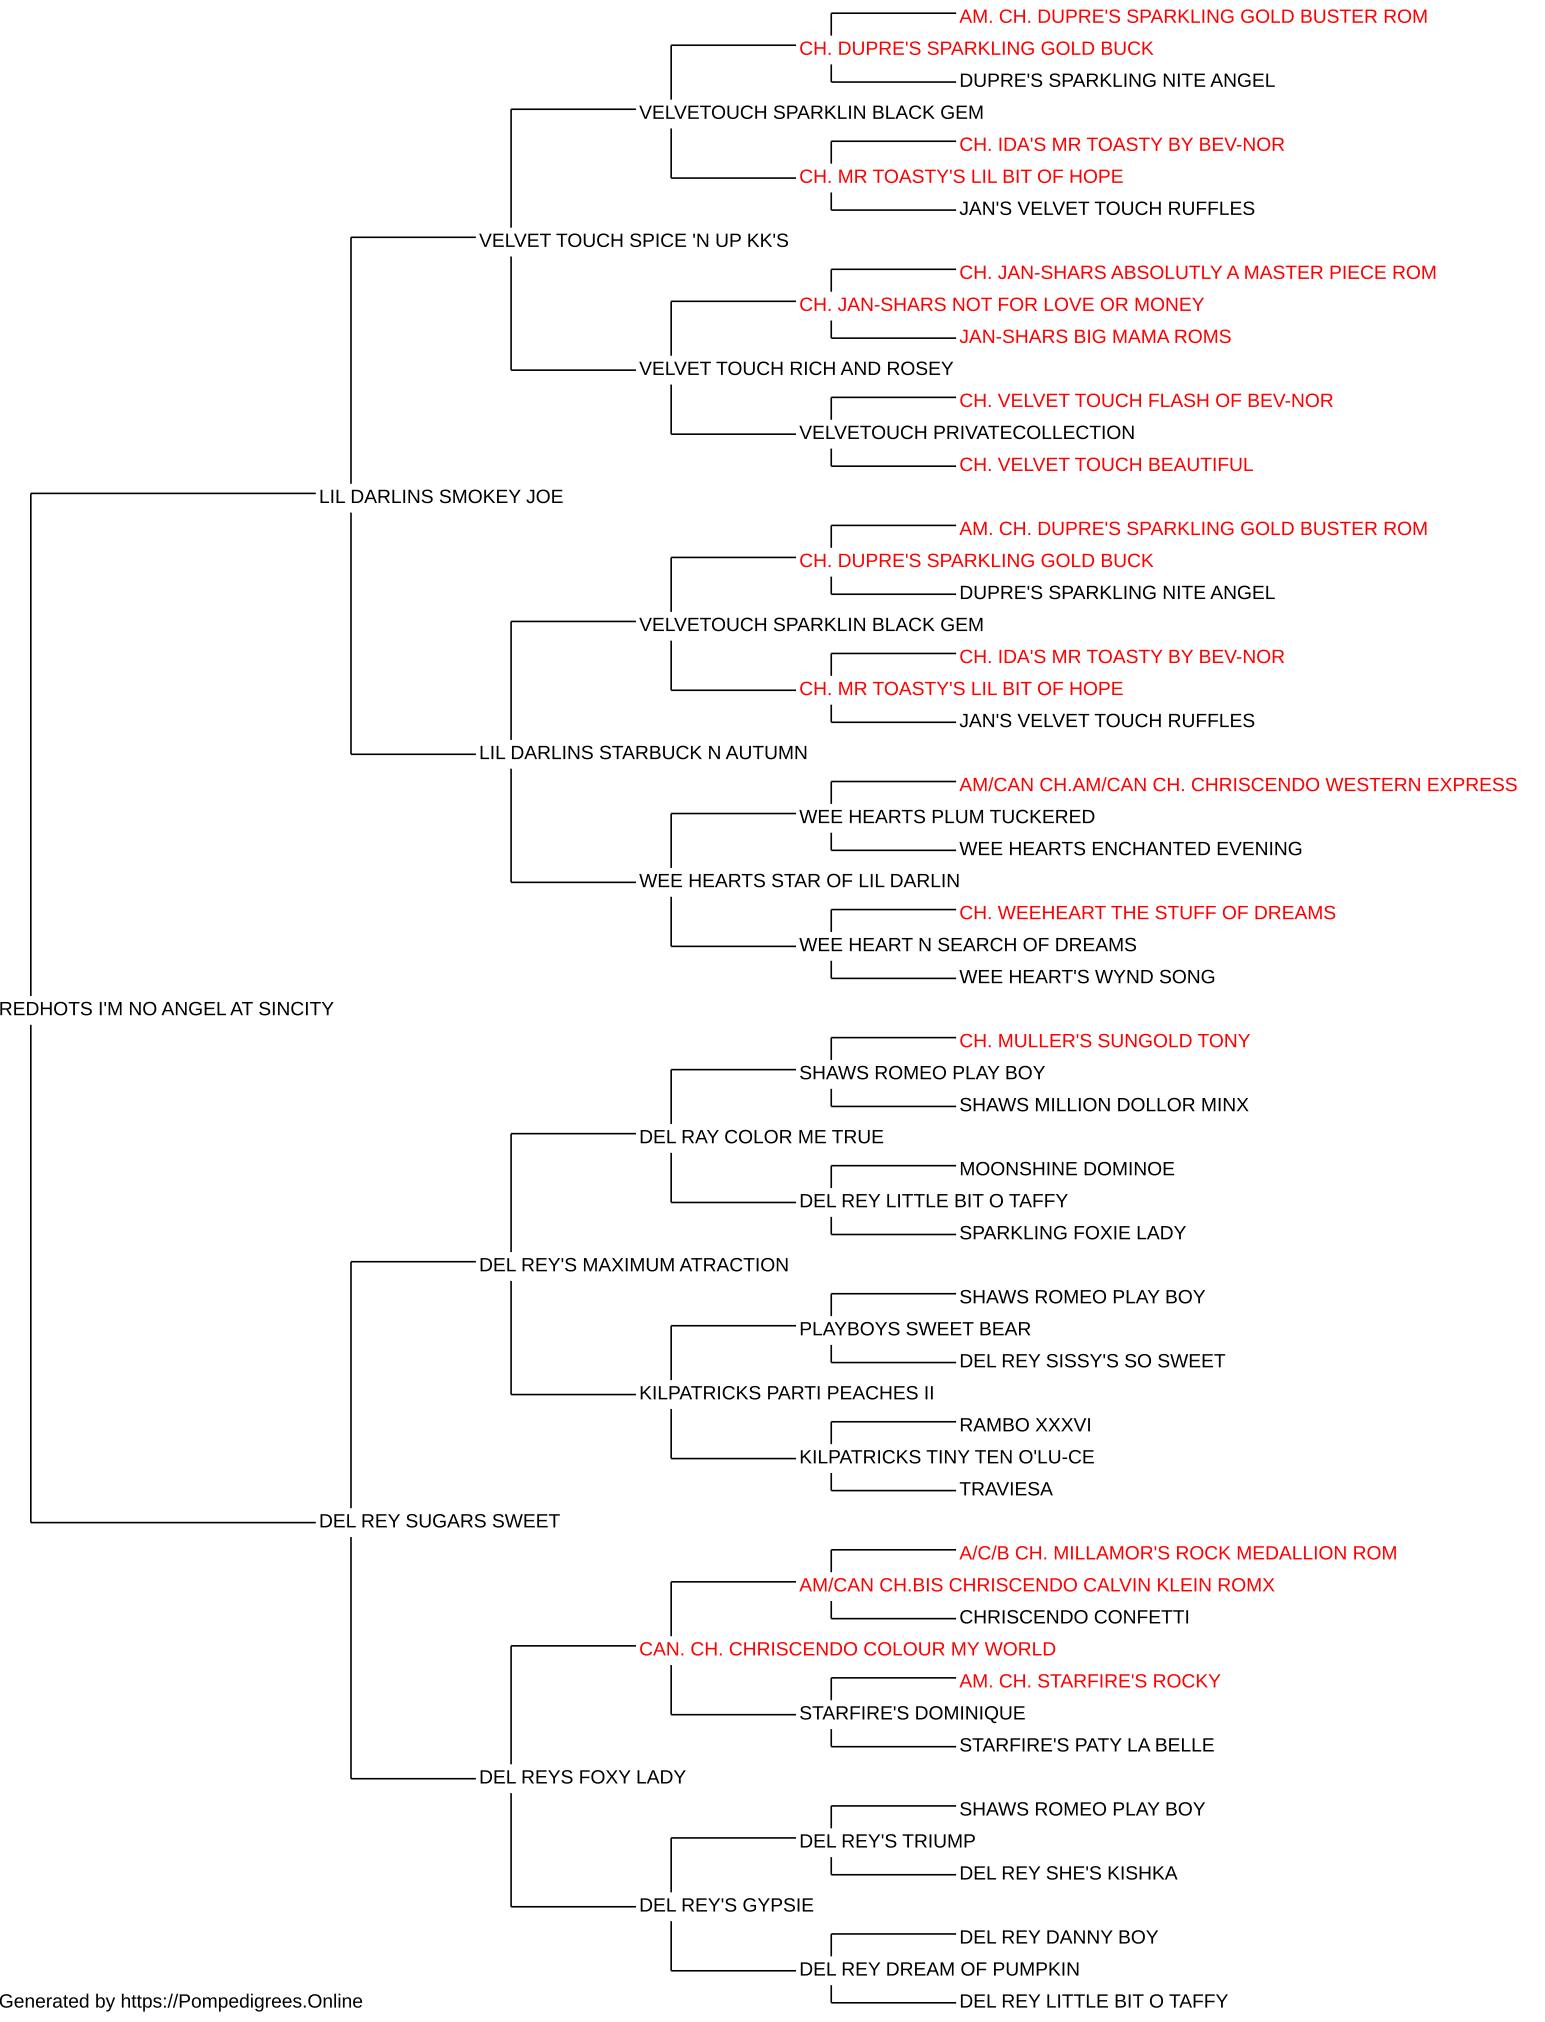 AM. CH. DUPRE'S SPARKLING GOLD BUSTER ROM
CH. DUPRE'S SPARKLING GOLD BUCK
DUPRE'S SPARKLING NITE ANGEL
VELVETOUCH SPARKLIN BLACK GEM
CH. IDA'S MR TOASTY BY BEV-NOR
CH. MR TOASTY'S LIL BIT OF HOPE
JAN'S VELVET TOUCH RUFFLES
VELVET TOUCH SPICE 'N UP KK'S
CH. JAN-SHARS ABSOLUTLY A MASTER PIECE ROM
CH. JAN-SHARS NOT FOR LOVE OR MONEY
JAN-SHARS BIG MAMA ROMS
VELVET TOUCH RICH AND ROSEY
CH. VELVET TOUCH FLASH OF BEV-NOR
VELVETOUCH PRIVATECOLLECTION
CH. VELVET TOUCH BEAUTIFUL
LIL DARLINS SMOKEY JOE
AM. CH. DUPRE'S SPARKLING GOLD BUSTER ROM
CH. DUPRE'S SPARKLING GOLD BUCK
DUPRE'S SPARKLING NITE ANGEL
VELVETOUCH SPARKLIN BLACK GEM
CH. IDA'S MR TOASTY BY BEV-NOR
CH. MR TOASTY'S LIL BIT OF HOPE
JAN'S VELVET TOUCH RUFFLES
LIL DARLINS STARBUCK N AUTUMN
AM/CAN CH.AM/CAN CH. CHRISCENDO WESTERN EXPRESS
WEE HEARTS PLUM TUCKERED
WEE HEARTS ENCHANTED EVENING
WEE HEARTS STAR OF LIL DARLIN
CH. WEEHEART THE STUFF OF DREAMS
WEE HEART N SEARCH OF DREAMS
WEE HEART'S WYND SONG
REDHOTS I'M NO ANGEL AT SINCITY
CH. MULLER'S SUNGOLD TONY
SHAWS ROMEO PLAY BOY
SHAWS MILLION DOLLOR MINX
DEL RAY COLOR ME TRUE
MOONSHINE DOMINOE
DEL REY LITTLE BIT O TAFFY
SPARKLING FOXIE LADY
DEL REY'S MAXIMUM ATRACTION
SHAWS ROMEO PLAY BOY
PLAYBOYS SWEET BEAR
DEL REY SISSY'S SO SWEET
KILPATRICKS PARTI PEACHES II
RAMBO XXXVI
KILPATRICKS TINY TEN O'LU-CE
TRAVIESA
DEL REY SUGARS SWEET
A/C/B CH. MILLAMOR'S ROCK MEDALLION ROM
AM/CAN CH.BIS CHRISCENDO CALVIN KLEIN ROMX
CHRISCENDO CONFETTI
CAN. CH. CHRISCENDO COLOUR MY WORLD
AM. CH. STARFIRE'S ROCKY
STARFIRE'S DOMINIQUE
STARFIRE'S PATY LA BELLE
DEL REYS FOXY LADY
SHAWS ROMEO PLAY BOY
DEL REY'S TRIUMP
DEL REY SHE'S KISHKA
DEL REY'S GYPSIE
DEL REY DANNY BOY
DEL REY DREAM OF PUMPKIN
DEL REY LITTLE BIT O TAFFY
Generated by https://Pompedigrees.Online